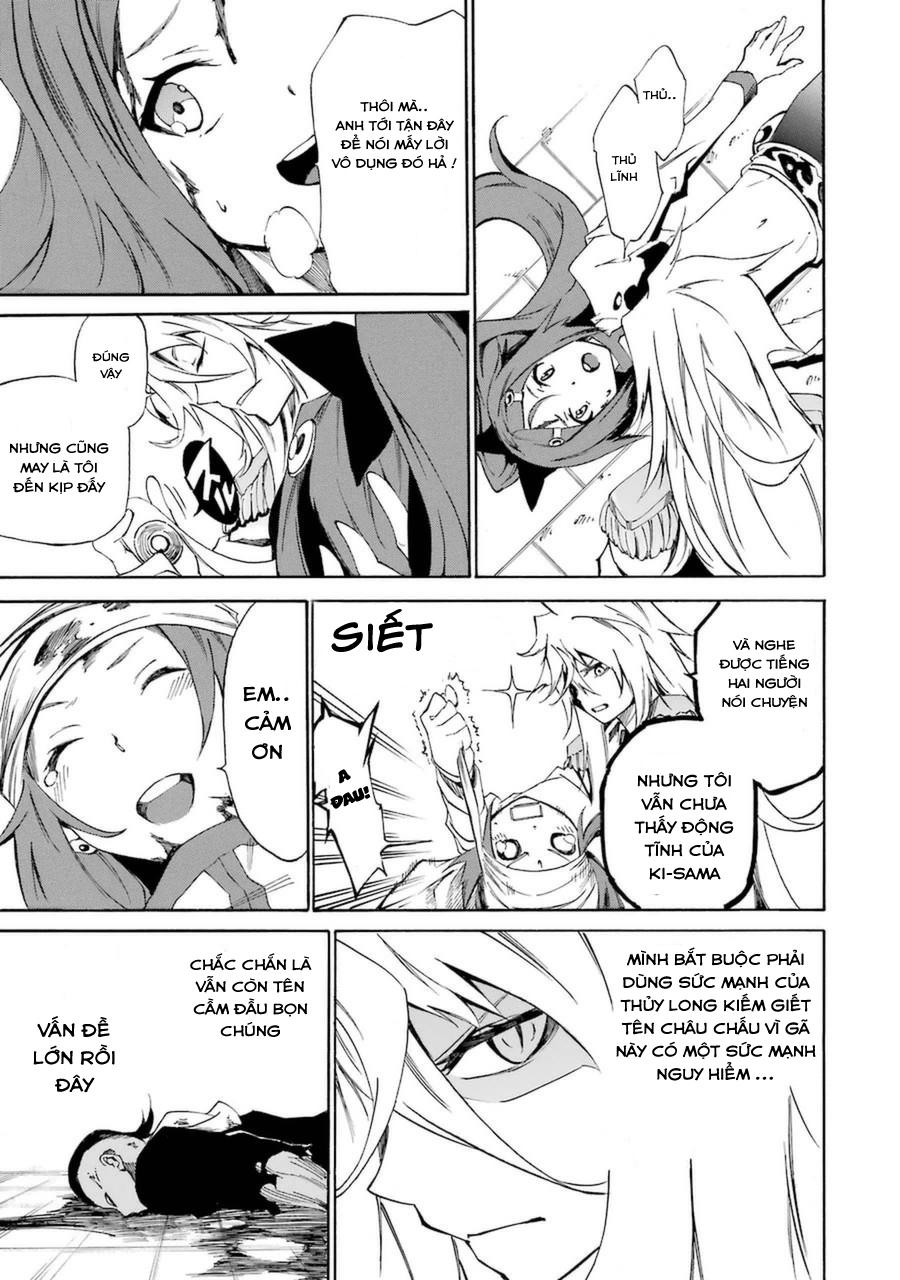 THỦ..
THỦ
LĨNH
THÔI MÀ..
ANH TỚI TẬN ĐÂY
ĐỂ NÓI MẤY LỜI
VÔ DỤNG ĐÓ HẢ !
ĐÚNG
VẬY
NHƯNG CŨNG
MAY LÀ TÔI
ĐẾN KỊP ĐẤY
VÀ NGHE
ĐƯỢC TIẾNG
HAI NGƯỜI
NÓI CHUYỆN
NHƯNG TÔI
VẪN CHƯA
THẤY ĐỘNG
TĨNH CỦA
KI-SAMA
SIẾT
A
ĐAU!
EM..
CẢM
ƠN
MÌNH BẮT BUỘC PHẢI
DÙNG SỨC MẠNH CỦA
THỦY LONG KIẾM GIẾT
TÊN CHÂU CHẤU VÌ GÃ
NÀY CÓ MỘT SỨC MẠNH
NGUY HIỂM ...
CHẮC CHẮN LÀ
VẪN CÒN TÊN
CẦM ĐẦU BỌN
CHÚNG
VẤN ĐỀ
LỚN RỒI
ĐÂY